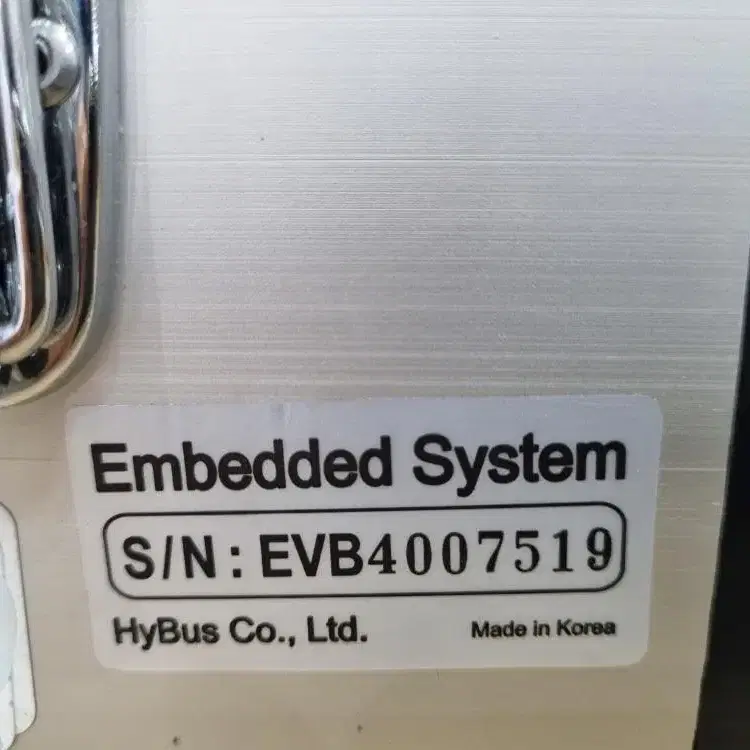 Embedded System
S/N : EVB4007519
HyBus Co., Ltd. Made in Korea